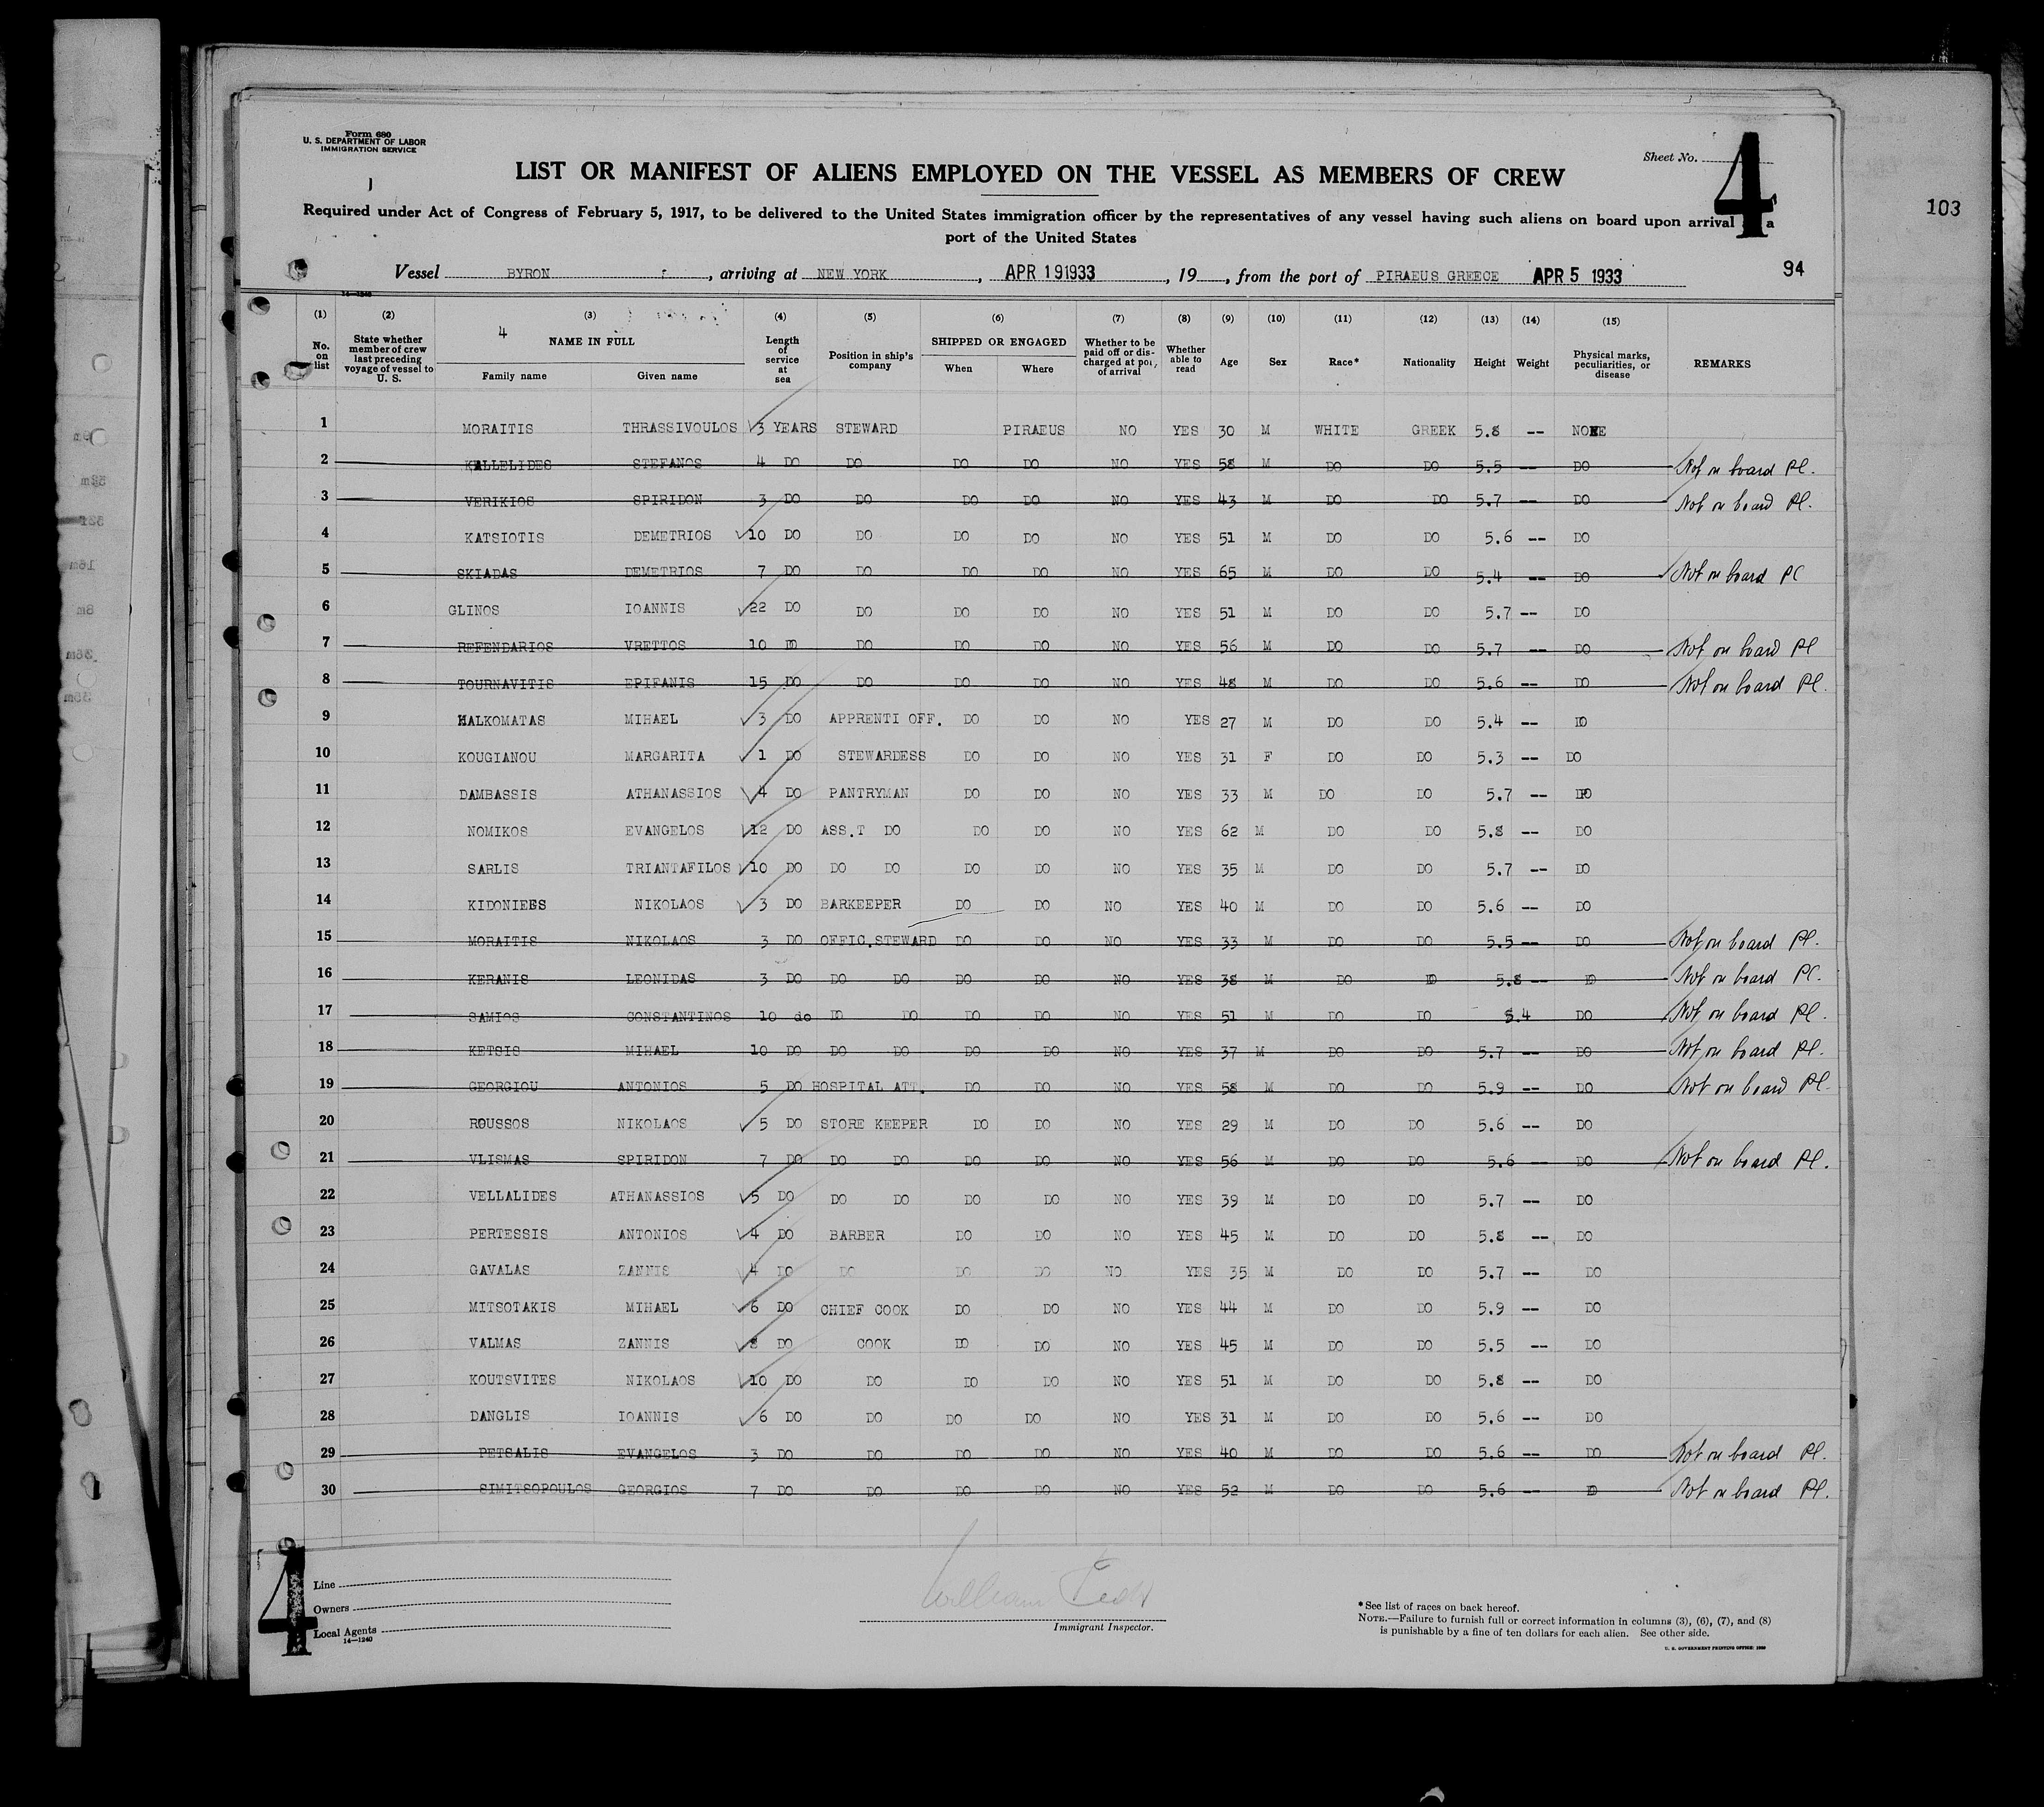 Form 680
U. S. DEPARTMENT OF LABOR
IMMIGRATION SERVICE
Sheet No. 4
LIST OR MANIFEST OF ALIENS EMPLOYED ON THE VESSEL AS MEMBERS OF CREW
Required under Act of Congress of February 5, 1917, to be delivered to the United States immigration officer by the representatives of any vessel having such aliens on board upon arrival a
port of the United States
103
Vessel BYRON, arriving at NEW YORK, APR 19 1933, 19, from the port of PIRAEUS GREECE APR 5 1933
94
(1) (2) (3) (4) (5) (6) (7) (8) (9) (10) (11) (12) (13) (14) (15)
No. on list State whether member of crew last preceding voyage of vessel to U. S. 4 NAME IN FULL Family name Given name Length of service at sea Position in ship's company SHIPPED OR ENGAGED When Where Whether to be paid off or discharged at port of arrival Whether able to read Age Sex Race* Nationality Height Weight Physical marks, peculiarities, or disease REMARKS
1 MORAITIS THRASSIVOULOS 3 YEARS STEWARD PIRAEUS NO YES 30 M WHITE GREEK 5.8 -- NONE
2 KALLELIDES STEFANOS 4 DO DO DO DO NO YES 58 M DO DO 5.5 -- DO Not on board Pl.
3 VERIKIOS SPIRIDON 3 DO DO DO DO NO YES 43 M DO DO 5.7 -- DO Not on board Pl.
4 KATSIOTIS DEMETRIOS 10 DO DO DO DO NO YES 51 M DO DO 5.6 -- DO
5 SKIADAS DEMETRIOS 7 DO DO DO DO NO YES 65 M DO DO 5.4 -- DO Not on board Pl
6 GLINOS IOANNIS 22 DO DO DO DO NO YES 51 M DO DO 5.7 -- DO
7 REFENDARIOS VRETTOS 10 DO DO DO DO NO YES 56 M DO DO 5.7 -- DO Not on board Pl
8 TOURNAVITIS EPIFANIS 15 DO DO DO DO NO YES 48 M DO DO 5.6 -- DO Not on board Pl.
9 HALKOMATAS MIHAEL 3 DO APPRENTI OFF. DO DO NO YES 27 M DO DO 5.4 -- DO
10 KOUGIANOU MARGARITA 1 DO STEWARDESS DO DO NO YES 31 F DO DO 5.3 -- DO
11 DAMBASSIS ATHANASSIOS 4 DO PANTRYMAN DO DO NO YES 33 M DO DO 5.7 -- DO
12 NOMIKOS EVANGELOS 12 DO ASS.T DO DO DO NO YES 62 M DO DO 5.8 -- DO
13 SARLIS TRIANTAFILOS 10 DO DO DO DO DO NO YES 35 M DO DO 5.7 -- DO
14 KIDONIEES NIKOLAOS 3 DO BARKEEPER DO DO NO YES 40 M DO DO 5.6 -- DO
15 MORAITIS NIKOLAOS 3 DO OFFIC.STEWARD DO DO NO YES 33 M DO DO 5.5 -- DO Not on board Pl.
16 KERANIS LEONIDAS 3 DO DO DO DO DO NO YES 38 M DO DO 5.8 -- DO Not on board Pl.
17 SAMIOS CONSTANTINOS 10 do DO DO DO DO NO YES 51 M DO DO 5.4 DO Not on board Pl.
18 KETSIS MIHAEL 10 DO DO DO DO DO NO YES 37 M DO DO 5.7 -- DO Not on board Pl.
19 GEORGIOU ANTONIOS 5 DO HOSPITAL ATT. DO DO NO YES 58 M DO DO 5.9 -- DO Not on board Pl.
20 ROUSSOS NIKOLAOS 5 DO STORE KEEPER DO DO NO YES 29 M DO DO 5.6 -- DO
21 VLISMAS SPIRIDON 7 DO DO DO DO DO NO YES 56 M DO DO 5.6 -- DO Not on board Pl.
22 VELLALIDES ATHANASSIOS 5 DO DO DO DO DO NO YES 39 M DO DO 5.7 -- DO
23 PERTESSIS ANTONIOS 4 DO BARBER DO DO NO YES 45 M DO DO 5.8 -- DO
24 GAVALAS ZANNIS 4 DO DO DO DO NO YES 35 M DO DO 5.7 -- DO
25 MITSOTAKIS MIHAEL 6 DO CHIEF COOK DO DO NO YES 44 M DO DO 5.9 -- DO
26 VALMAS ZANNIS 8 DO COOK DO DO NO YES 45 M DO DO 5.5 -- DO
27 KOUTSVITES NIKOLAOS 10 DO DO DO DO NO YES 51 M DO DO 5.8 -- DO
28 DANGLIS IOANNIS 6 DO DO DO DO NO YES 31 M DO DO 5.6 -- DO
29 PETSALIS EVANGELOS 3 DO DO DO DO NO YES 40 M DO DO 5.6 -- DO Not on board Pl.
30 SIMITSOPOULOS GEORGIOS 7 DO DO DO DO NO YES 52 M DO DO 5.6 -- DO Not on board Pl.
4
Line
Owners
Local Agents
14—1240
William
Immigrant Inspector.
*See list of races on back hereof.
NOTE.—Failure to furnish full or correct information in columns (3), (6), (7), and (8)
is punishable by a fine of ten dollars for each alien. See other side.